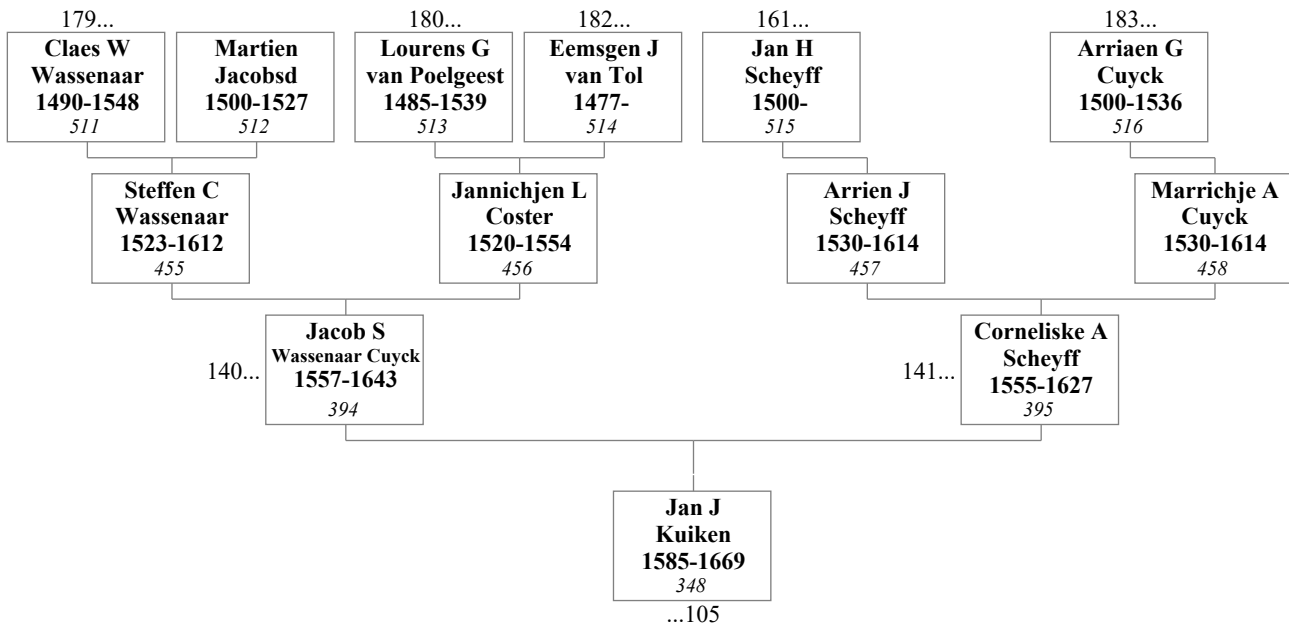 179...
180...
182...
161...
183...
Claes W
Wassenaar
1490-1548
511
Martien
Jacobsd
1500-1527
512
Lourens G
van Poelgeest
1485-1539
513
Eemsgen J
van Tol
1477-
514
Jan H
Scheyff
1500-
515
Arriaen G
Cuyck
1500-1536
516
Steffen C
Wassenaar
1523-1612
455
Jannichjen L
Coster
1520-1554
456
Arrien J
Scheyff
1530-1614
457
Marrichje A
Cuyck
1530-1614
458
140...
Jacob S
Wassenaar Cuyck
1557-1643
394
141...
Corneliske A
Scheyff
1555-1627
395
Jan J
Kuiken
1585-1669
348
...105